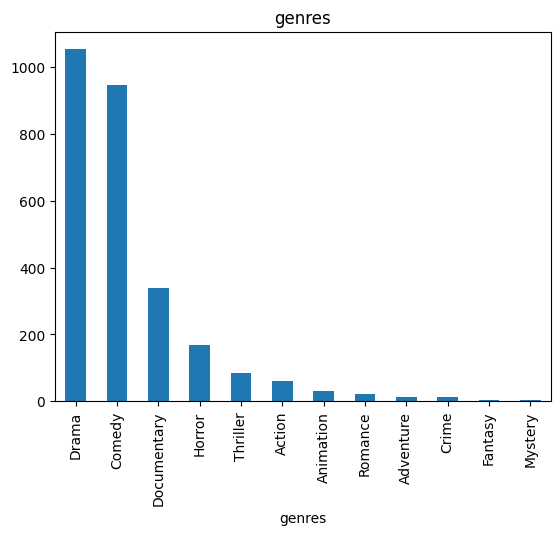 genres
1000
800
600
400
200
0
Drama
Comedy
Documentary
Horror
Thriller
Action
Animation
Romance
Adventure
Crime
Fantasy
Mystery
genres